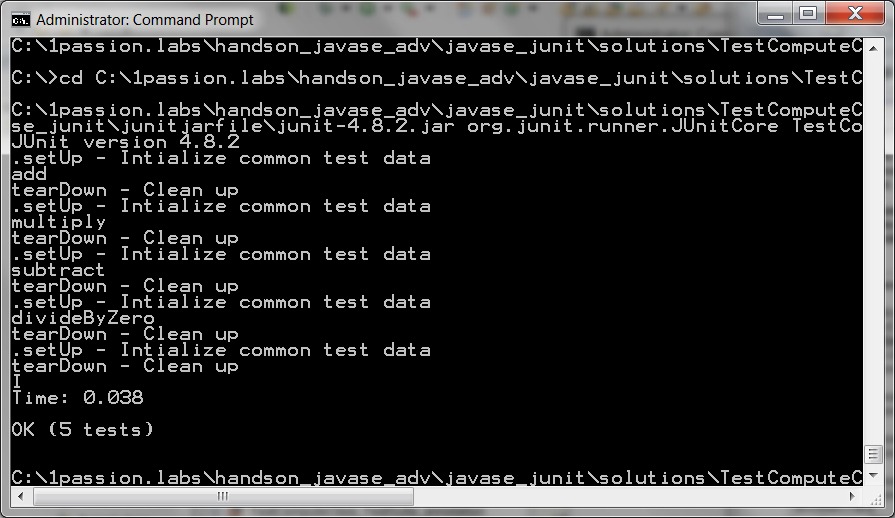 Administrator: Command Prompt
C:\1passion.labs\handson_javase_adv\javase_junit\solutions\TestComputeC
C:\>cd C:\1passion.labs\handson_javase_adv\javase_junit\solutions\TestC
C:\1passion.labs\handson_javase_adv\javase_junit\solutions\TestComputeC
se_junit\junitjarfile\junit-4.8.2.jar org.junit.runner.JUnitCore TestCo
JUnit version 4.8.2
.setUp - Intialize common test data
add
tearDown - Clean up
.setUp - Intialize common test data
multiply
tearDown - Clean up
.setUp - Intialize common test data
subtract
tearDown - Clean up
.setUp - Intialize common test data
divideByZero
tearDown - Clean up
.setUp - Intialize common test data
tearDown - Clean up
I
Time: 0.038
OK (5 tests)
C:\1passion.labs\handson_javase_adv\javase_junit\solutions\TestComputeC